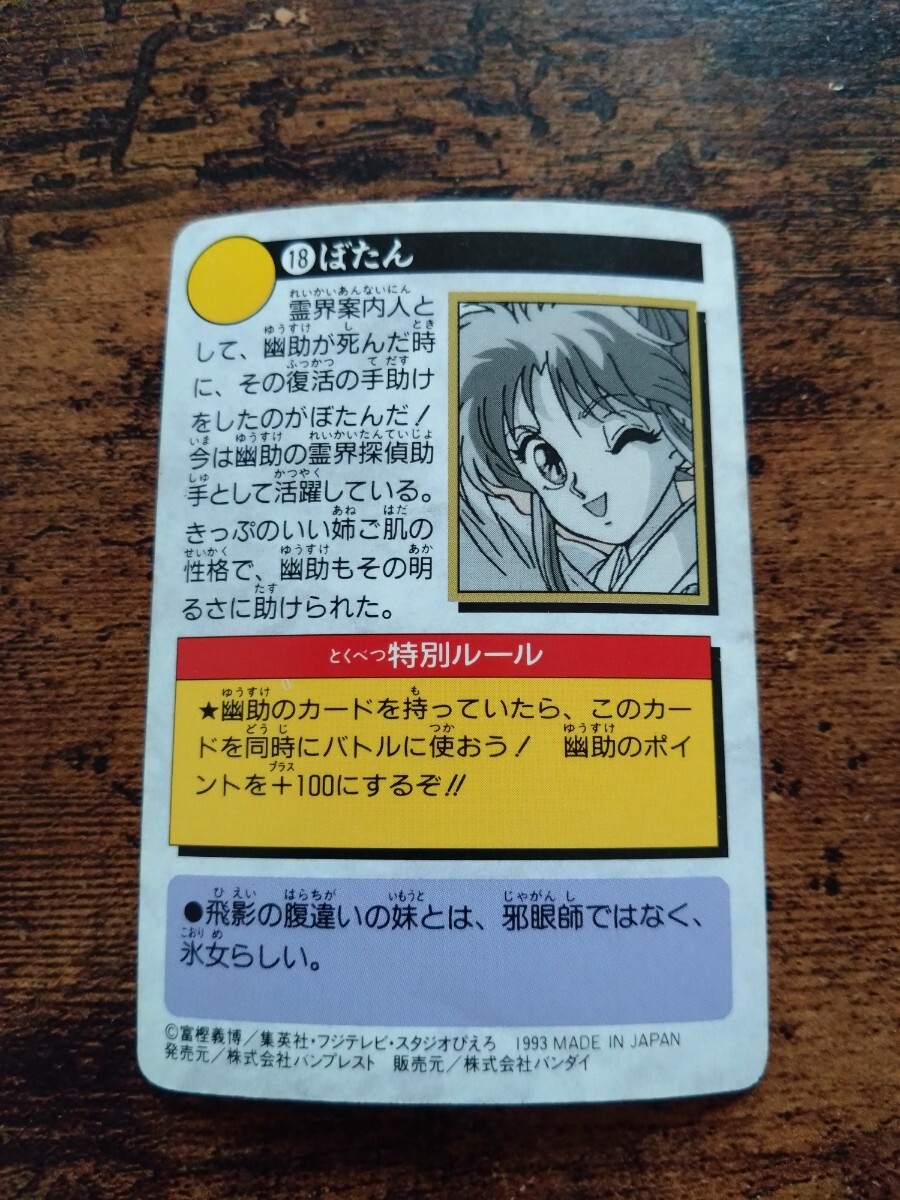 ⑱ぼたん
霊界案内人と
して、幽助が死んだ時
に、その復活の手助け
をしたのがぼたんだ!
今は幽助の霊界探偵助
手として活躍している。
きっぷのいい姉ご肌の
性格で、幽助もその明
るさに助けられた。
とくべつ特別ルール
★幽助のカードを持っていたら、このカー
ドを同時にバトルに使おう! 幽助のポイ
ントを+100にするぞ!!
●飛影の腹違いの妹とは、邪眼師ではなく、
氷女らしい。
©富樫義博/集英社・フジテレビ・スタジオぴえろ 1993 MADE IN JAPAN
発売元/株式会社バンプレスト 販売元/株式会社バンダイ